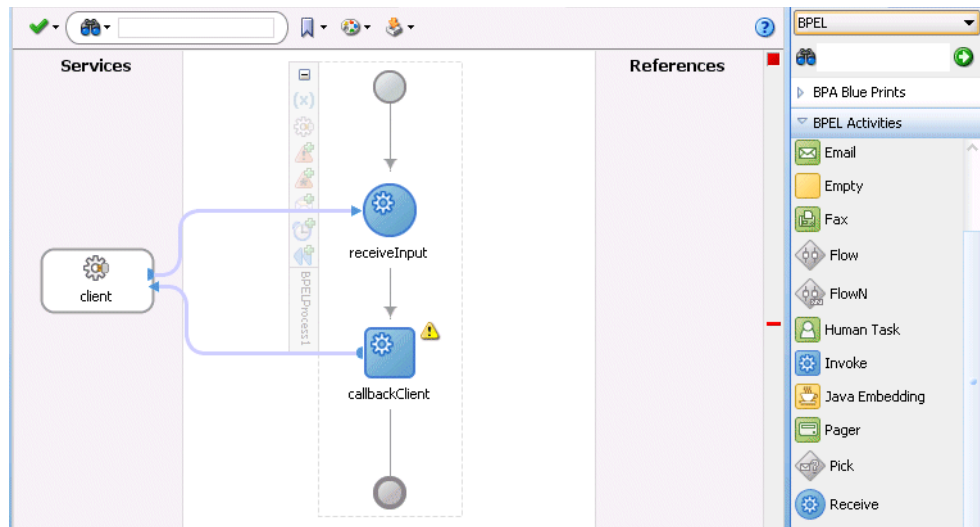 Services
References
receiveInput
client
BPELProcess1
callbackClient
BPEL
BPA Blue Prints
BPEL Activities
Email
Empty
Fax
Flow
FlowN
Human Task
Invoke
Java Embedding
Pager
Pick
Receive